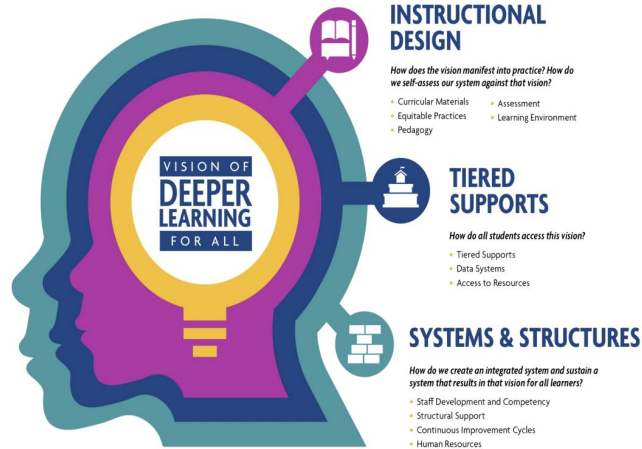 VISION OF
DEEPER
LEARNING
FOR ALL
INSTRUCTIONAL
DESIGN
How does the vision manifest into practice? How do
we self-assess our system against that vision?
• Curricular Materials
• Equitable Practices
• Pedagogy
• Assessment
• Learning Environment
TIERED
SUPPORTS
How do all students access this vision?
• Tiered Supports
• Data Systems
• Access to Resources
SYSTEMS & STRUCTURES
How do we create an integrated system and sustain a
system that results in that vision for all learners?
• Staff Development and Competency
• Structural Support
• Continuous Improvement Cycles
• Human Resources